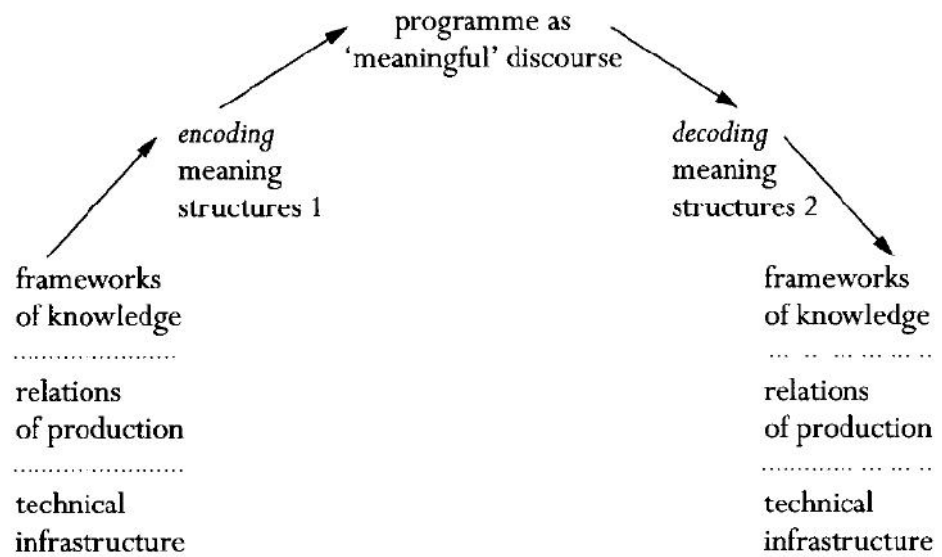 programme as
‘meaningful’ discourse
encoding
meaning
structures 1
decoding
meaning
structures 2
frameworks
of knowledge
relations
of production
technical
infrastructure
frameworks
of knowledge
relations
of production
technical
infrastructure